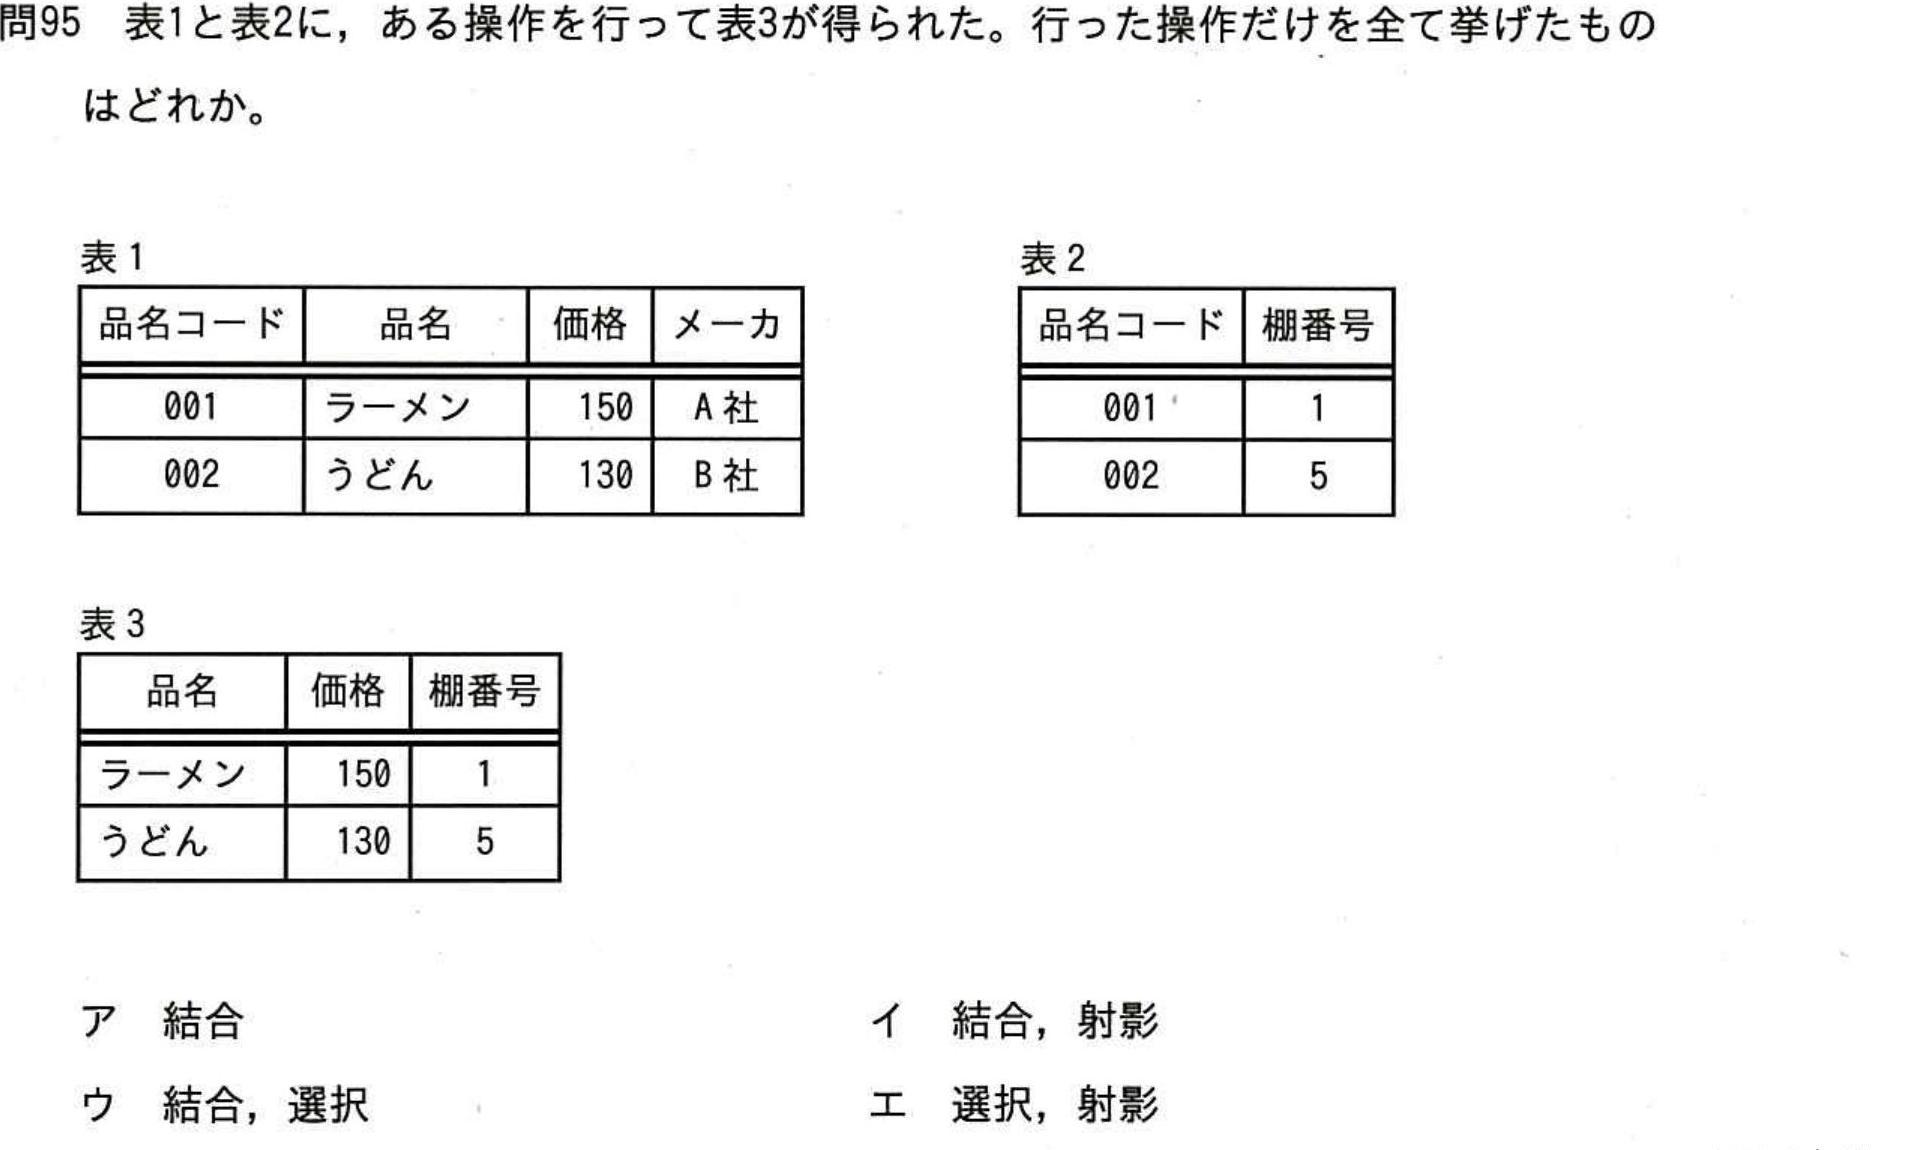 問95 表1と表2に，ある操作を行って表3が得られた。行った操作だけを全て挙げたもの
はどれか。
表1
品名コード 品名 価格 メーカ
001 ラーメン 150 A社
002 うどん 130 B社
表2
品名コード 棚番号
001 1
002 5
表3
品名 価格 棚番号
ラーメン 150 1
うどん 130 5
ア 結合 イ 結合，射影
ウ 結合，選択 エ 選択，射影